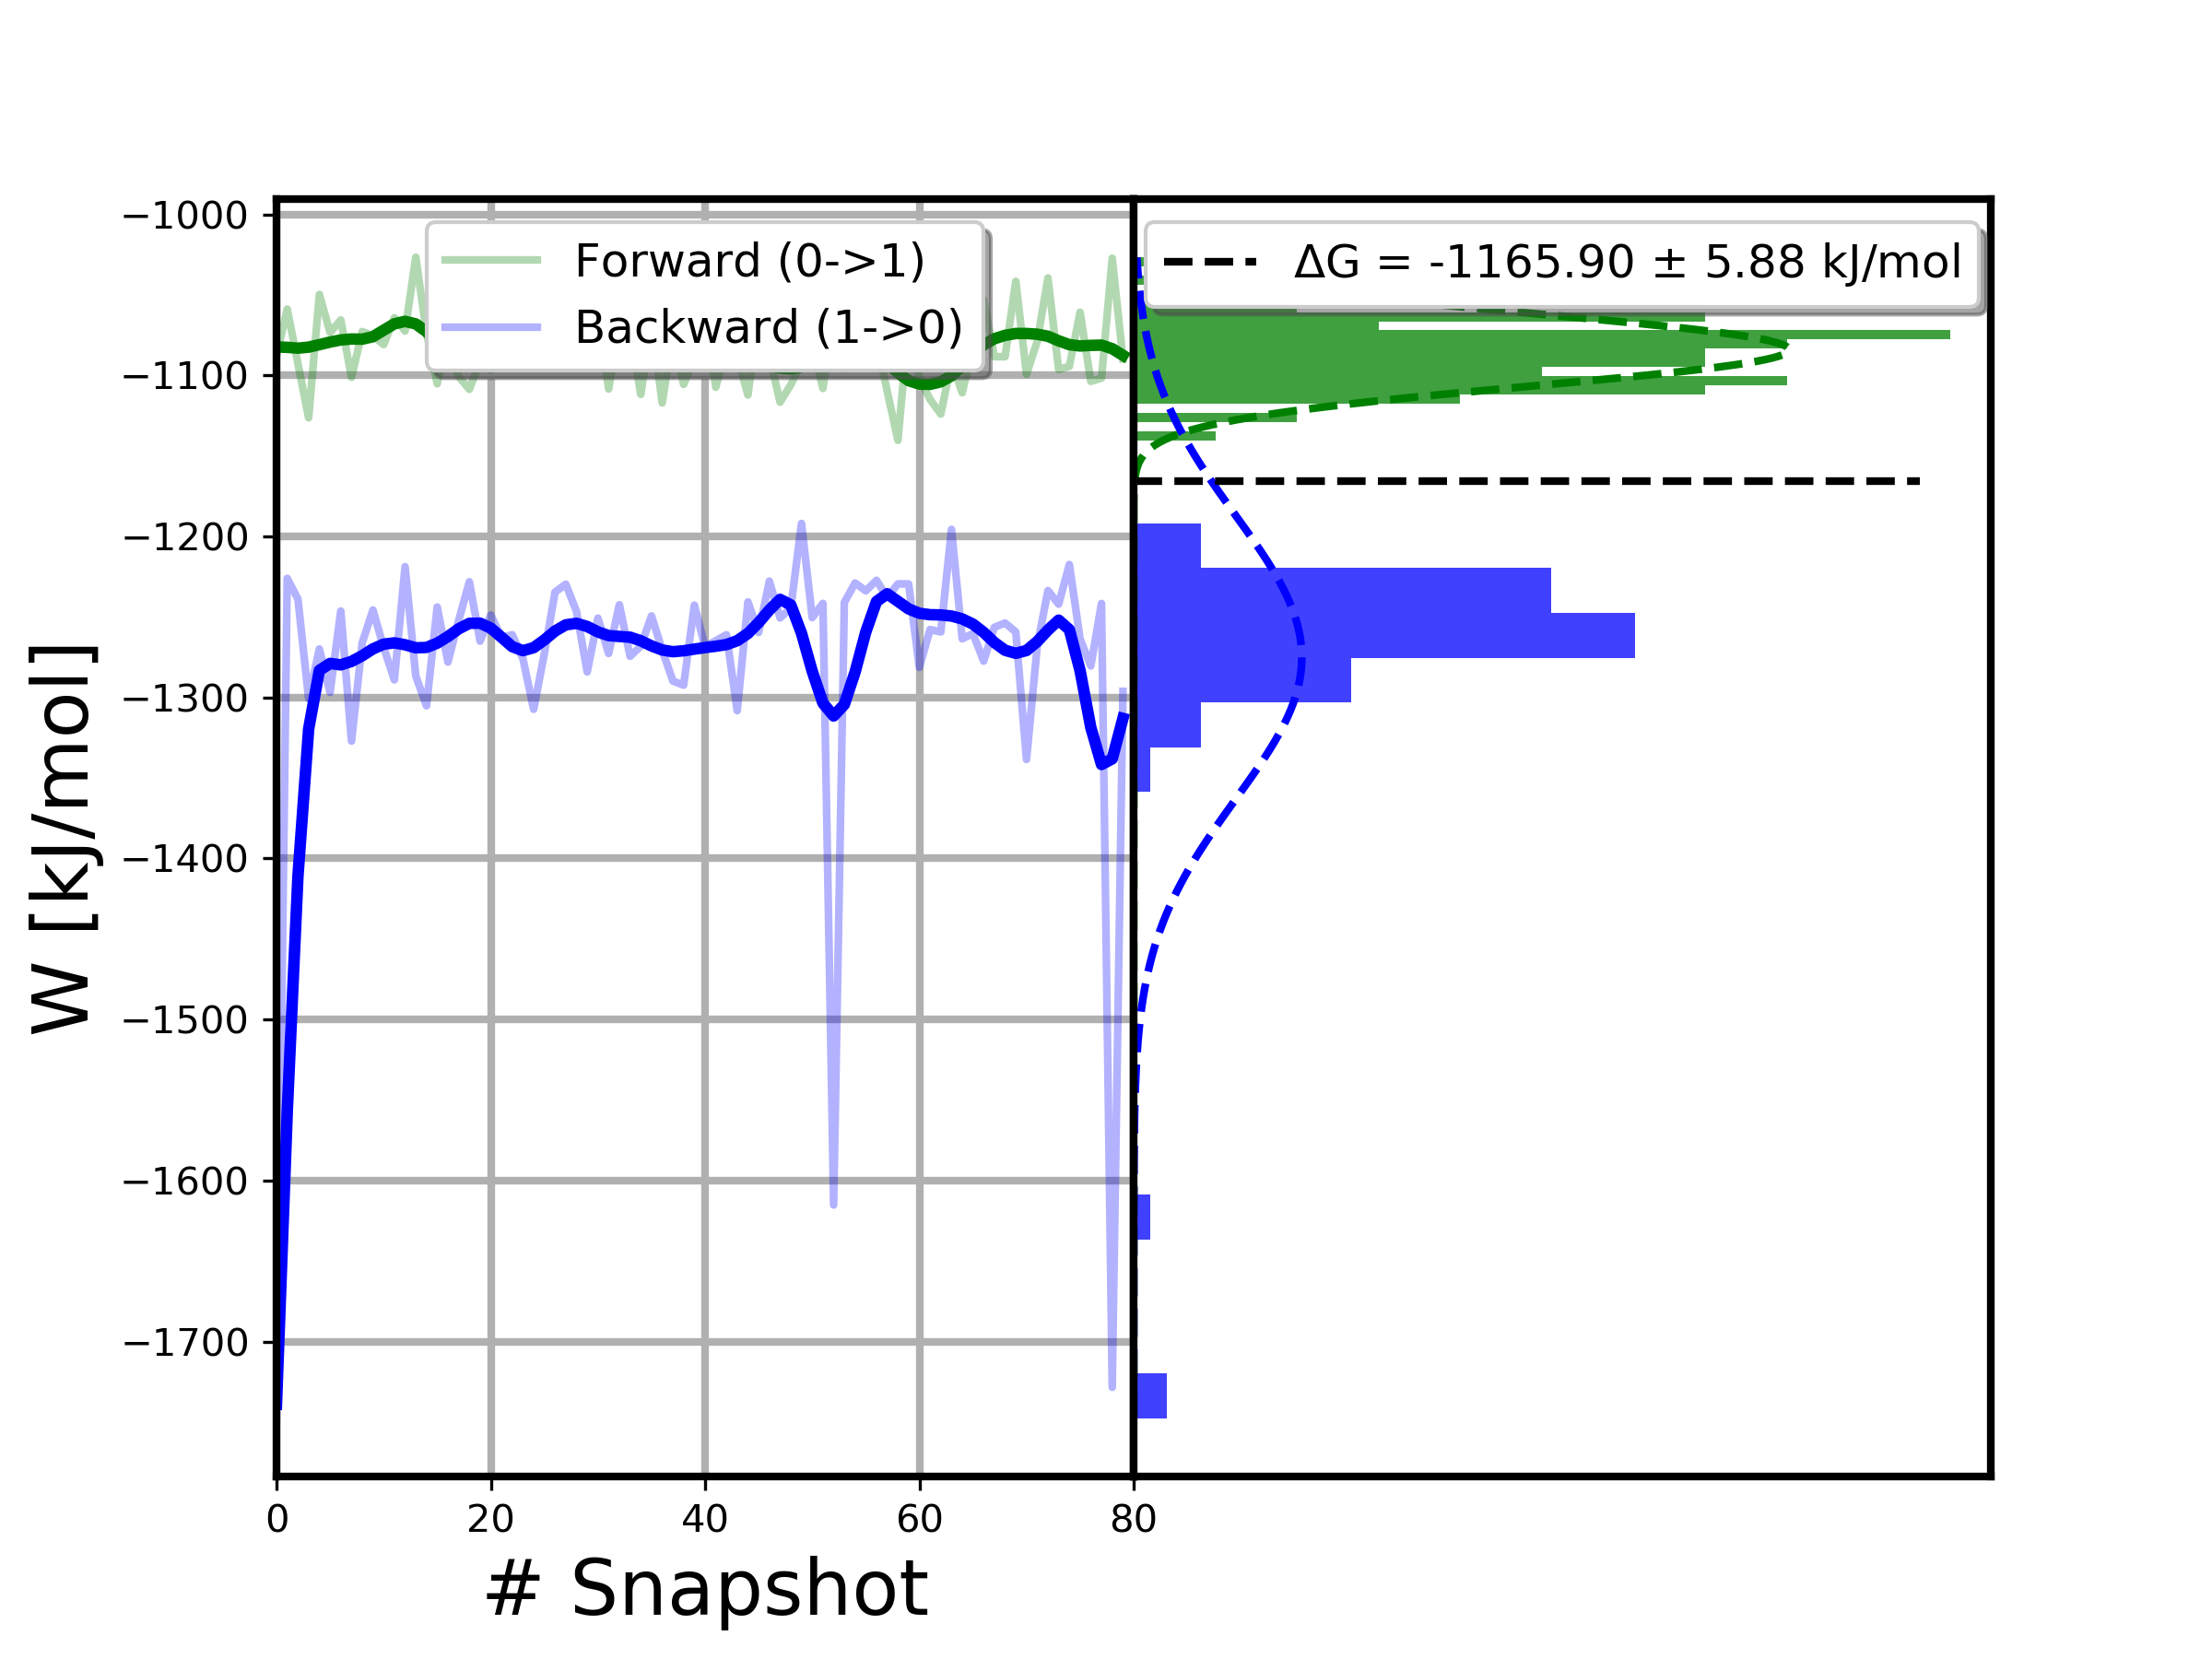 Forward (0->1)
Backward (1->0)
ΔG = -1165.90 ± 5.88 kJ/mol
W [kJ/mol]
−1000
−1100
−1200
−1300
−1400
−1500
−1600
−1700
0 20 40 60 80
# Snapshot